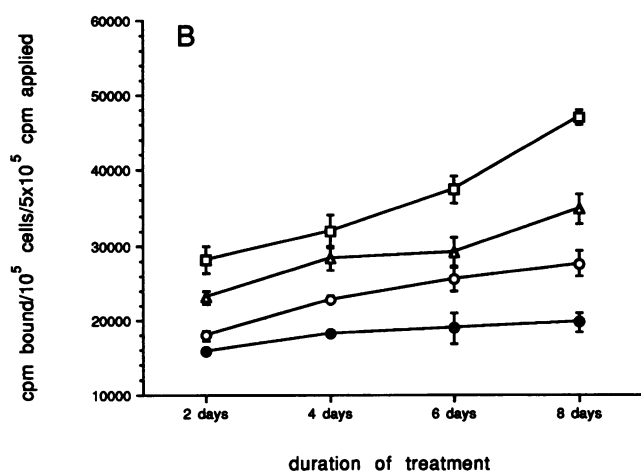 B
cpm bound/10⁵ cells/5x10⁵ cpm applied
60000
50000
40000
30000
20000
10000
2 days 4 days 6 days 8 days
duration of treatment